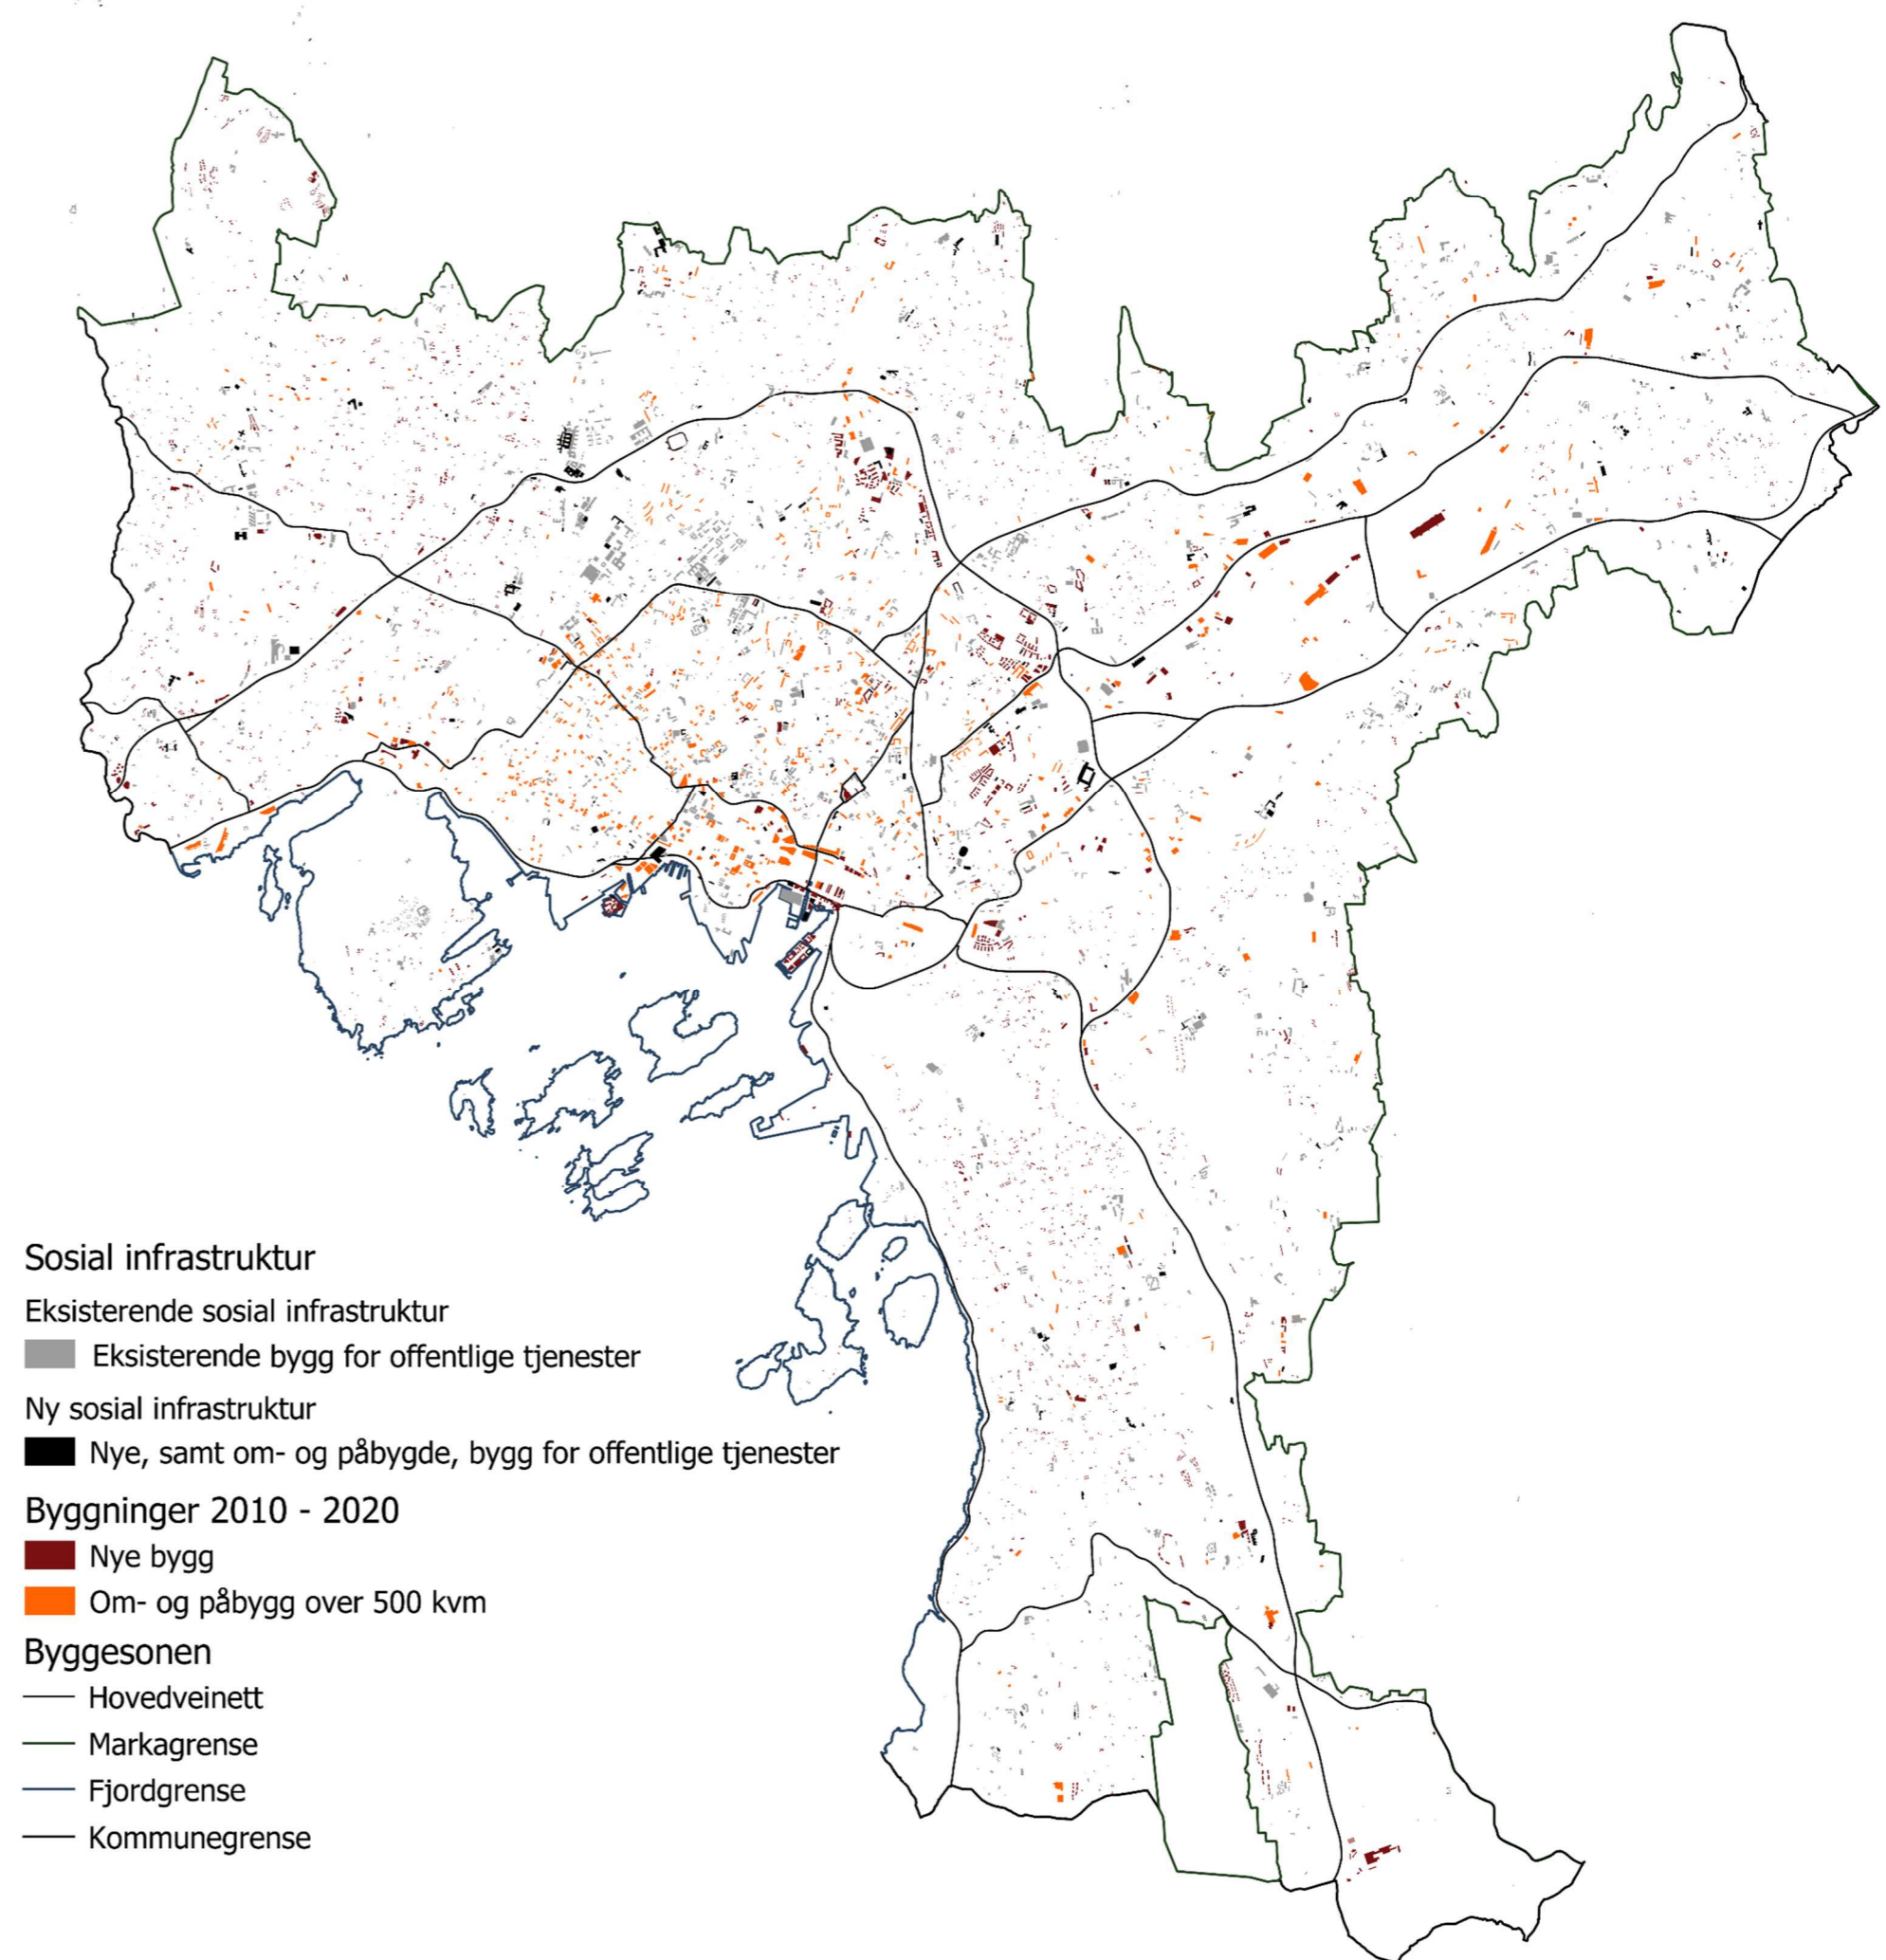 Sosial infrastruktur
Eksisterende sosial infrastruktur
Eksisterende bygg for offentlige tjenester
Ny sosial infrastruktur
Nye, samt om- og påbygde, bygg for offentlige tjenester
Byggninger 2010 - 2020
Nye bygg
Om- og påbygg over 500 kvm
Byggesonen
Hovedveinett
Markagrense
Fjordgrense
Kommunegrense